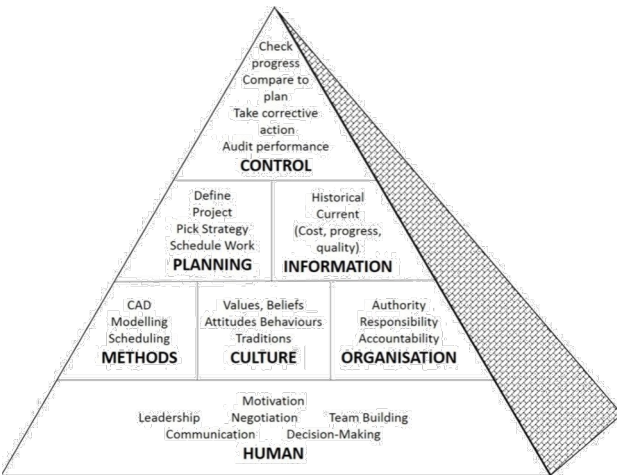 Check
progress
Compare to
plan
Take corrective
action
Audit performance
CONTROL
Define
Project
Pick Strategy
Schedule Work
PLANNING
Historical
Current
(Cost, progress,
quality)
INFORMATION
CAD
Modelling
Scheduling
METHODS
Values, Beliefs
Attitudes Behaviours
Traditions
CULTURE
Authority
Responsibility
Accountability
ORGANISATION
Motivation
Leadership Negotiation Team Building
Communication Decision-Making
HUMAN